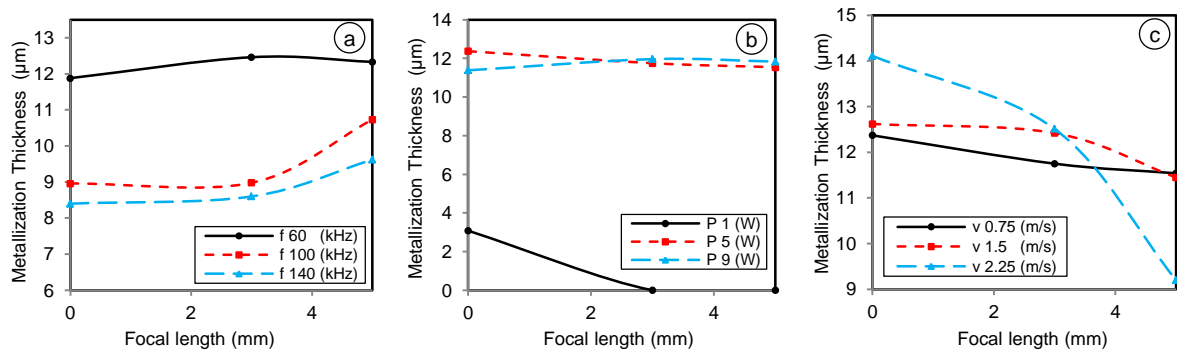 Metallization Thickness (µm)
13
12
11
10
9
8
7
6
0
2
4
Focal length (mm)
a
f 60 (kHz)
f 100 (kHz)
f 140 (kHz)
Metallization Thickness (µm)
14
12
10
8
6
4
2
0
0
2
4
Focal length (mm)
b
P 1 (W)
P 5 (W)
P 9 (W)
Metallization Thickness (µm)
15
14
13
12
11
10
9
0
2
4
Focal length (mm)
c
v 0.75 (m/s)
v 1.5 (m/s)
v 2.25 (m/s)